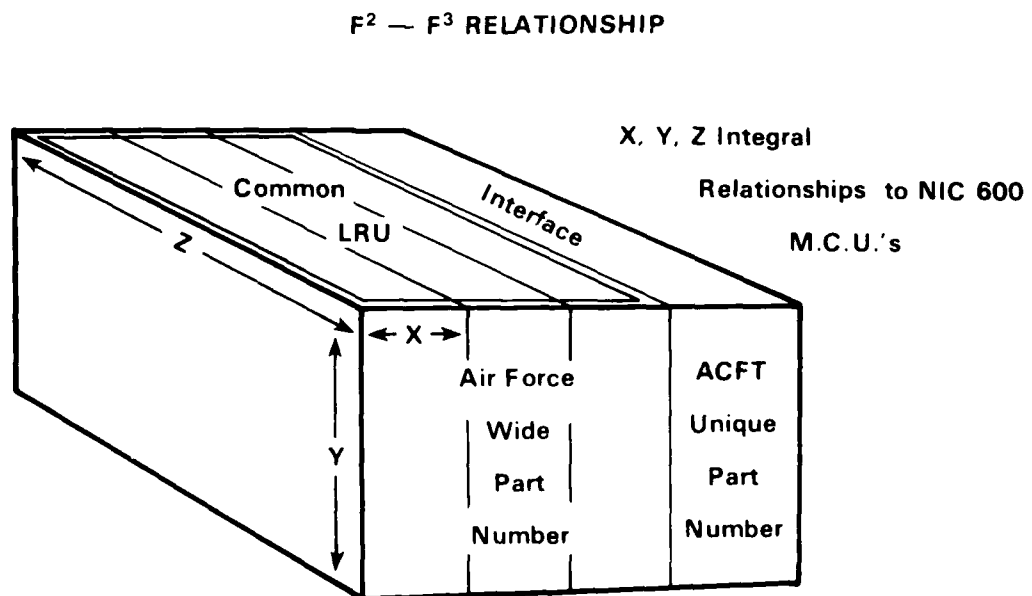 F² — F³ RELATIONSHIP
X, Y, Z Integral
Relationships to NIC 600
M.C.U.'s
Common
LRU
Interface
Z
X
Y
Air Force
Wide
Part
Number
ACFT
Unique
Part
Number